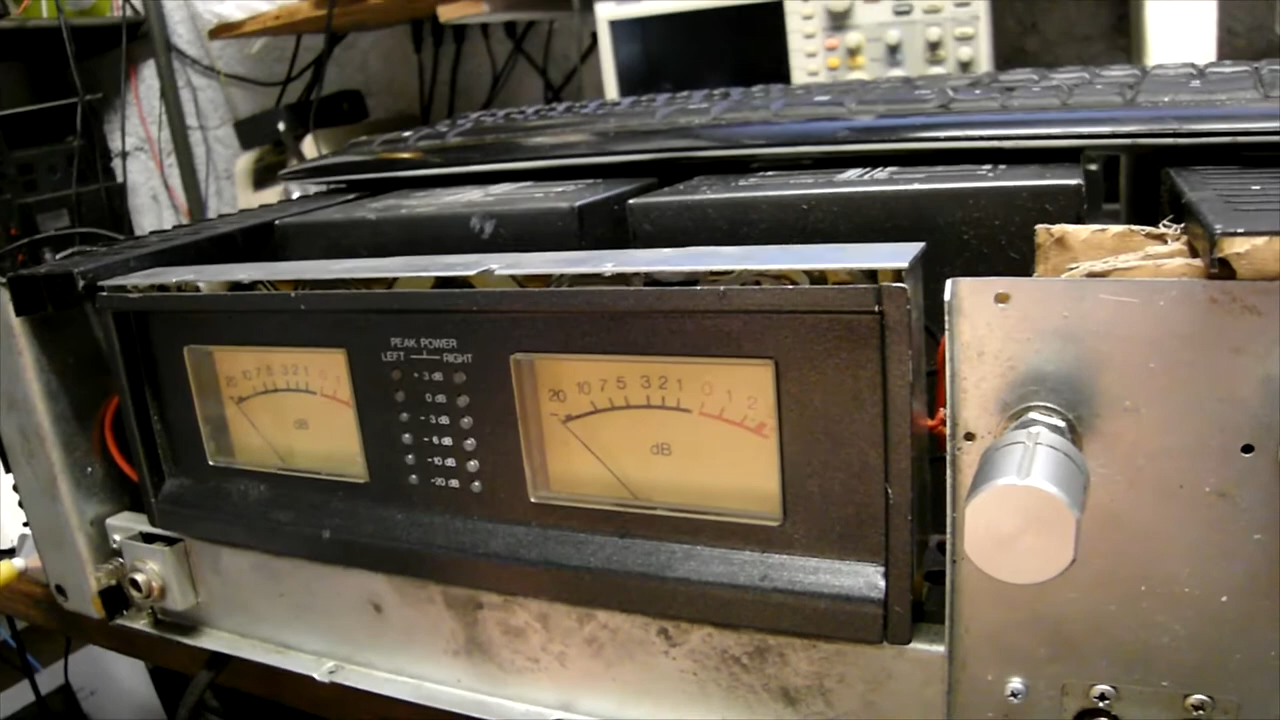 PEAK POWER
LEFT RIGHT
+ 3 dB
0 dB
- 3 dB
- 6 dB
-10 dB
-20 dB
20 10 7 5 3 2 1 0 1
dB
20 10 7 5 3 2 1 0 1 2
dB